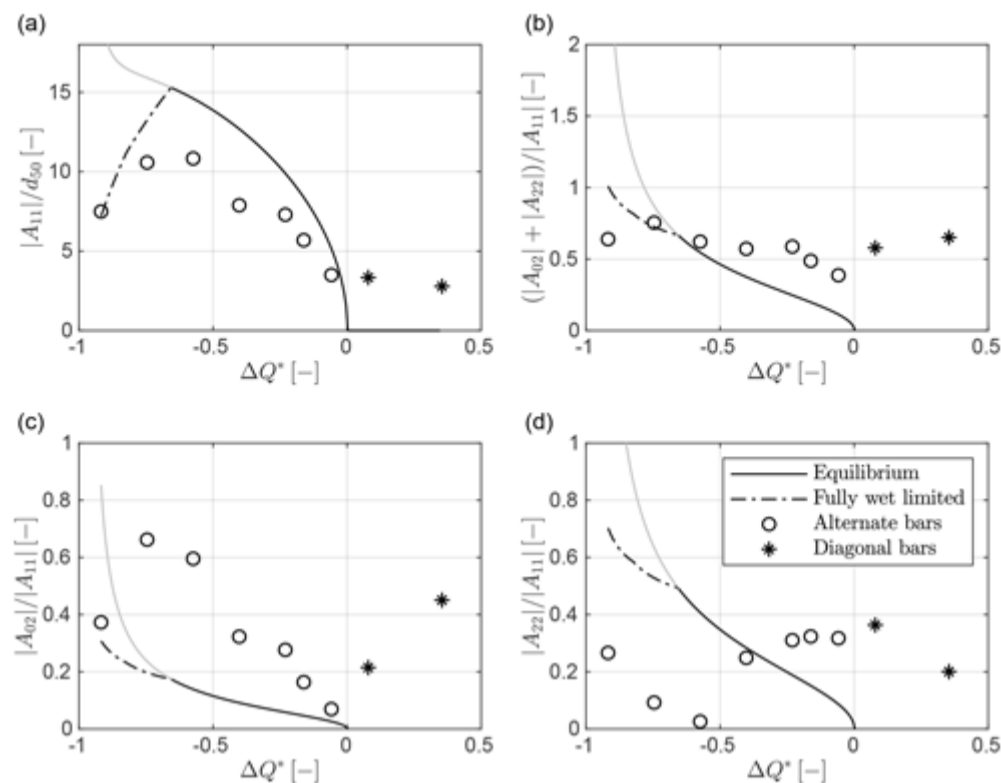 (a)
|A₁₁|/d₅₀ [−]
15
10
5
0
-1
-0.5
0
0.5
ΔQ* [−]
(b)
(|A₀₂| + |A₂₂|)/|A₁₁| [−]
2
1.5
1
0.5
0
-1
-0.5
0
0.5
ΔQ* [−]
(c)
|A₀₂|/|A₁₁| [−]
1
0.8
0.6
0.4
0.2
0
-1
-0.5
0
0.5
ΔQ* [−]
(d)
|A₂₂|/|A₁₁| [−]
1
0.8
0.6
0.4
0.2
0
-1
-0.5
0
0.5
ΔQ* [−]
Equilibrium
Fully wet limited
Alternate bars
Diagonal bars